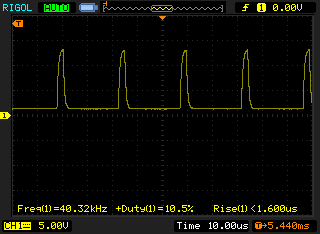 RIGOL AUTO 1 0.00V
T
1
Freq(1)=40.32kHz +Duty(1)=10.5% Rise(1)<1.600us
CH1 5.00V Time 10.00us T→5.440ms